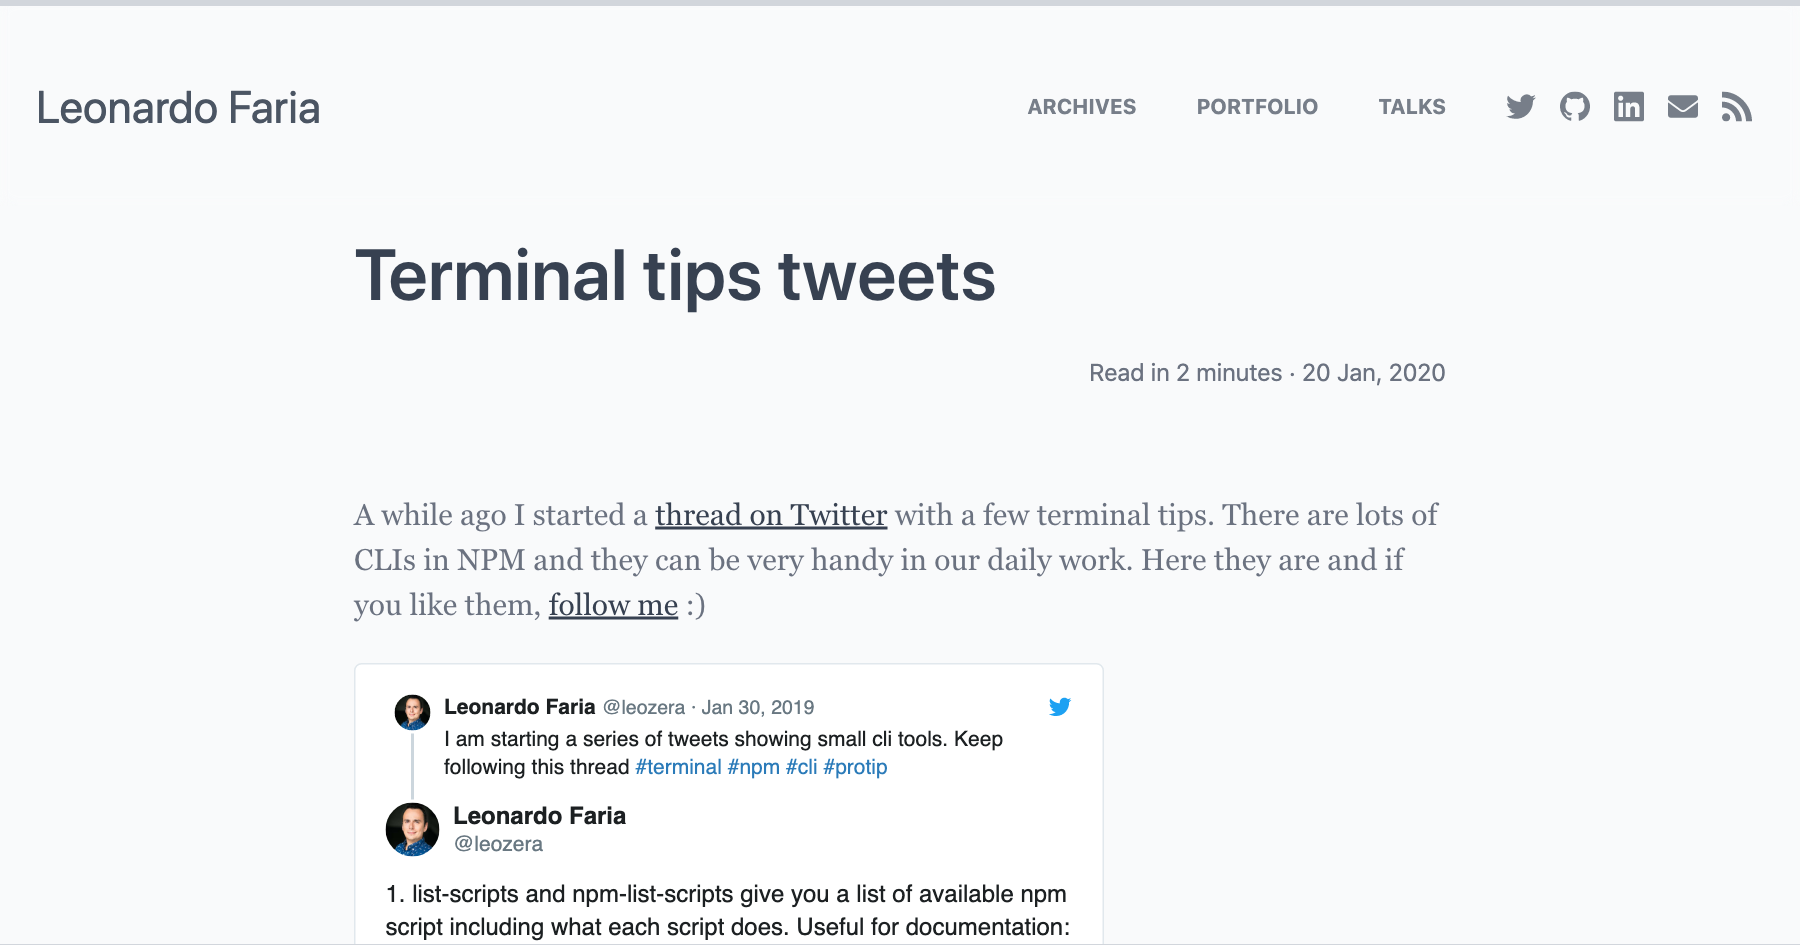 Leonardo Faria
ARCHIVES PORTFOLIO TALKS
Terminal tips tweets
Read in 2 minutes · 20 Jan, 2020
A while ago I started a thread on Twitter with a few terminal tips. There are lots of
CLIs in NPM and they can be very handy in our daily work. Here they are and if
you like them, follow me :)
Leonardo Faria @leozera · Jan 30, 2019
I am starting a series of tweets showing small cli tools. Keep
following this thread #terminal #npm #cli #protip
Leonardo Faria
@leozera
1. list-scripts and npm-list-scripts give you a list of available npm
script including what each script does. Useful for documentation: